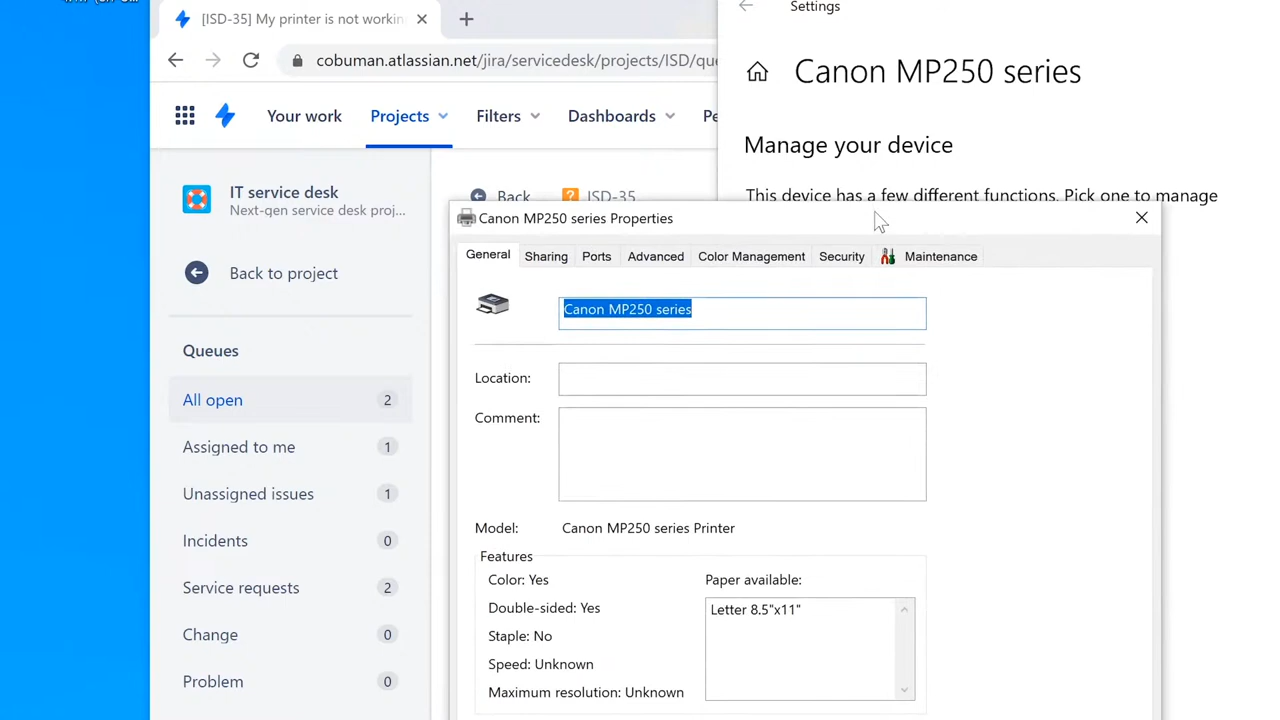 [ISD-35] My printer is not workin
Settings
cobuman.atlassian.net/jira/servicedesk/projects/ISD/qu
Canon MP250 series
Your work
Projects
Filters
Dashboards
Manage your device
IT service desk
Next-gen service desk proj...
Back
ISD-35
This device has a few different functions. Pick one to manage
Canon MP250 series Properties
General
Sharing
Ports
Advanced
Color Management
Security
Maintenance
Back to project
Canon MP250 series
Queues
Location:
All open 2
Comment:
Assigned to me 1
Unassigned issues 1
Model: Canon MP250 series Printer
Incidents 0
Features
Color: Yes
Paper available:
Service requests 2
Double-sided: Yes
Letter 8.5"x11"
Change 0
Staple: No
Speed: Unknown
Problem 0
Maximum resolution: Unknown